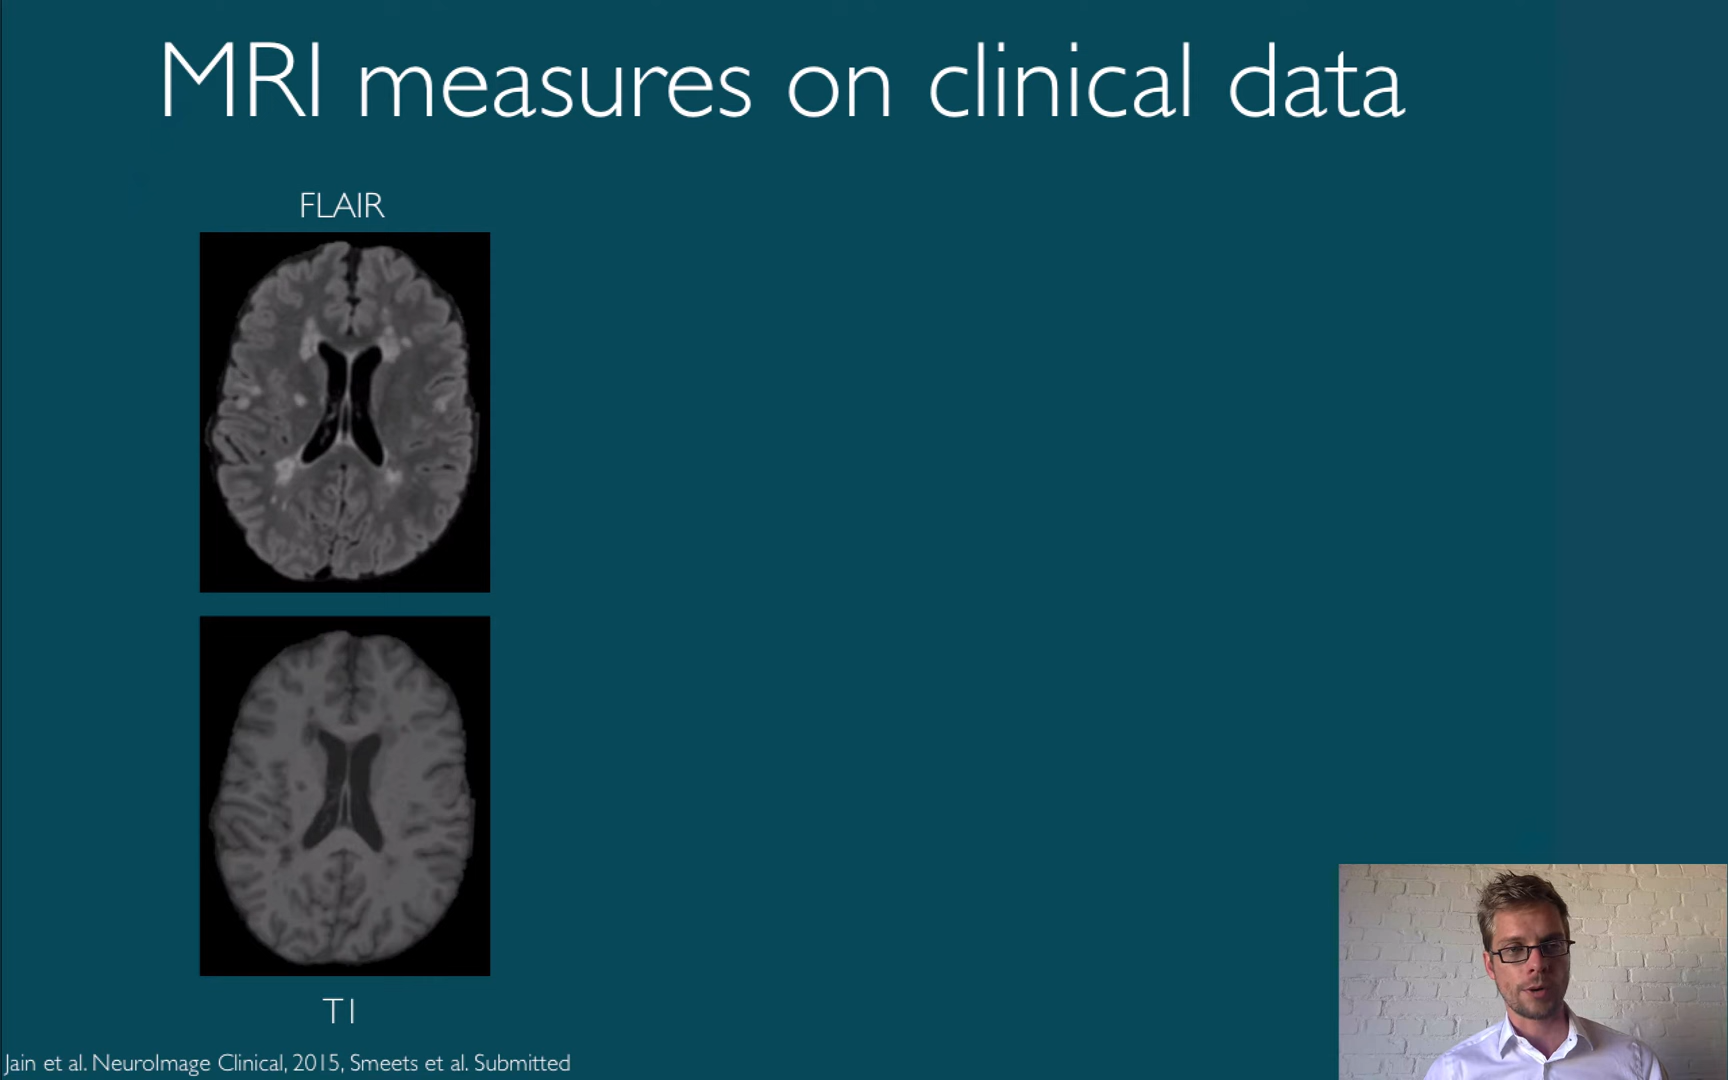 MRI measures on clinical data
FLAIR
T1
Jain et al. NeuroImage Clinical, 2015, Smeets et al. Submitted